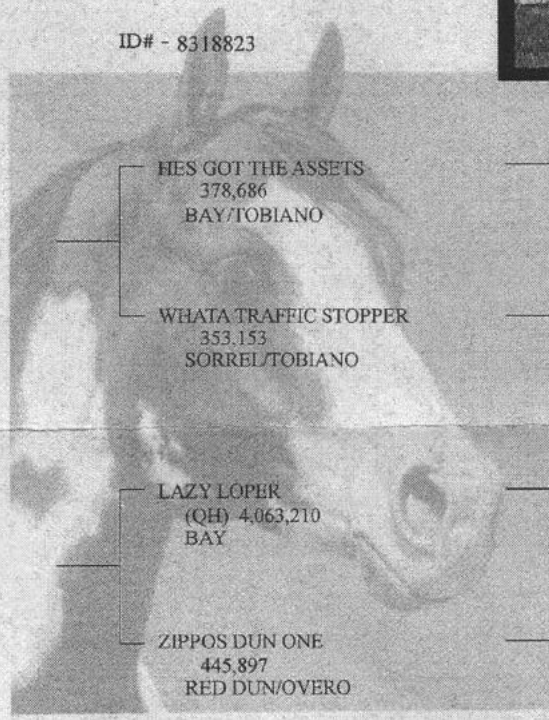 ID# - 8318823
HES GOT THE ASSETS
378,686
BAY/TOBIANO
WHATA TRAFFIC STOPPER
353,153
SORREL/TOBIANO
LAZY LOPER
(QH) 4,063,210
BAY
ZIPPOS DUN ONE
445,897
RED DUN/OVERO